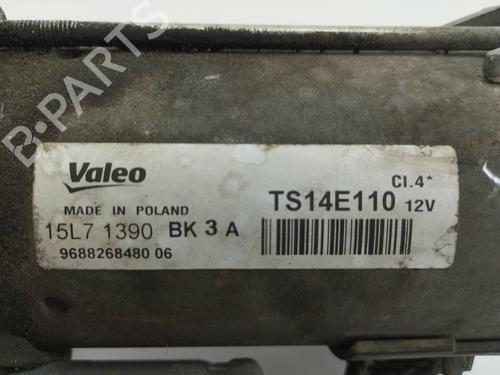 B-PARTS
Valeo
MADE IN POLAND
15L7 1390 BK 3 A
9688268480 06
Cl.4*
TS14E110 12V